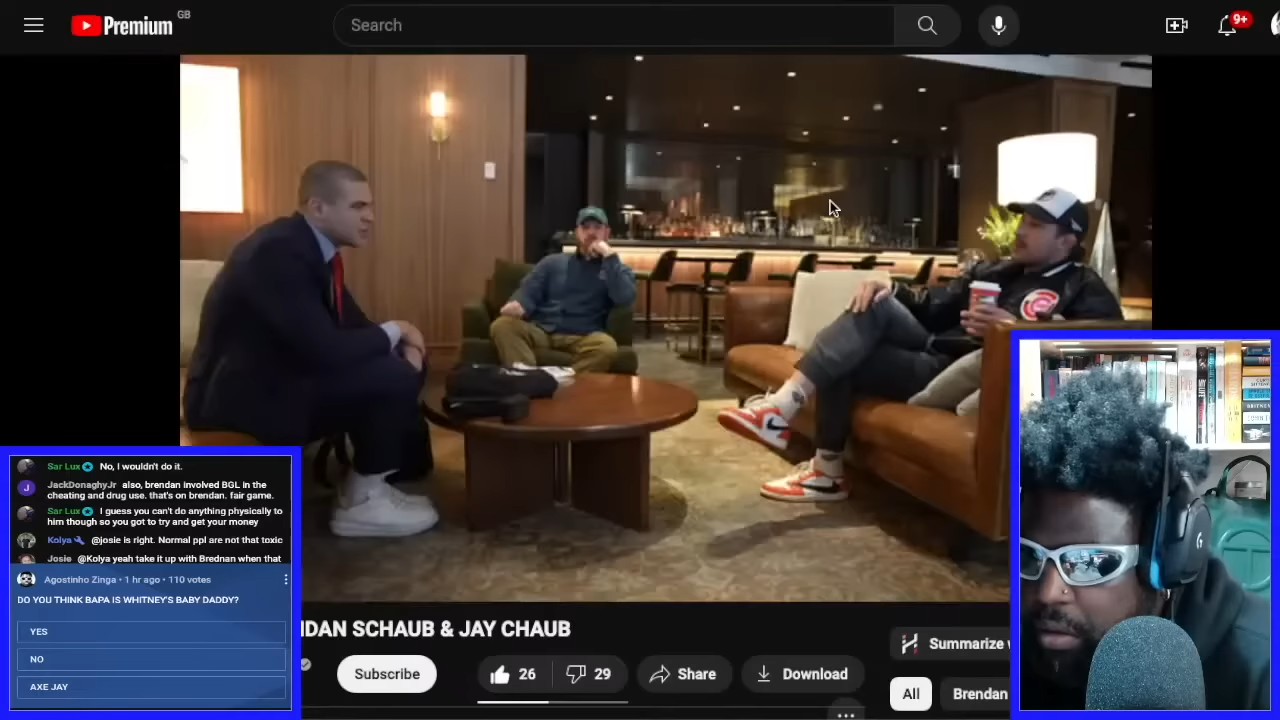 Premium GB
Search
9+
Sar Lux No, I wouldn't do it.
JackDonaghyJr also, brendan involved BGL in the
cheating and drug use. that's on brendan. fair game.
Sar Lux I guess you can't do anything physically to
him though so you got to try and get your money
Kolya @josie is right. Normal ppl are not that toxic
Josie @Kolya yeah take it up with Brednan when that
Agostinho Zinga • 1 hr ago • 110 votes
DO YOU THINK BAPA IS WHITNEY'S BABY DADDY?
YES
NO
AXE JAY
NDAN SCHAUB & JAY CHAUB
Subscribe
26
29
Share
Download
Summarize
All
Brendan